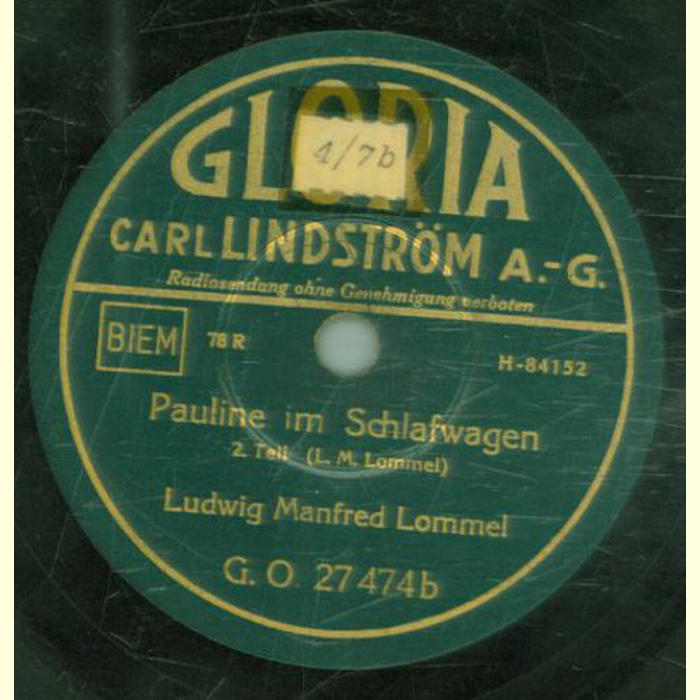 GLORIA
4/7b
CARL LINDSTRÖM A.-G.
Radiosendung ohne Genehmigung verboten
BIEM 78 R H-84152
Pauline im Schlafwagen
2. Teil (L. M. Lommel)
Ludwig Manfred Lommel
G. O. 27474b